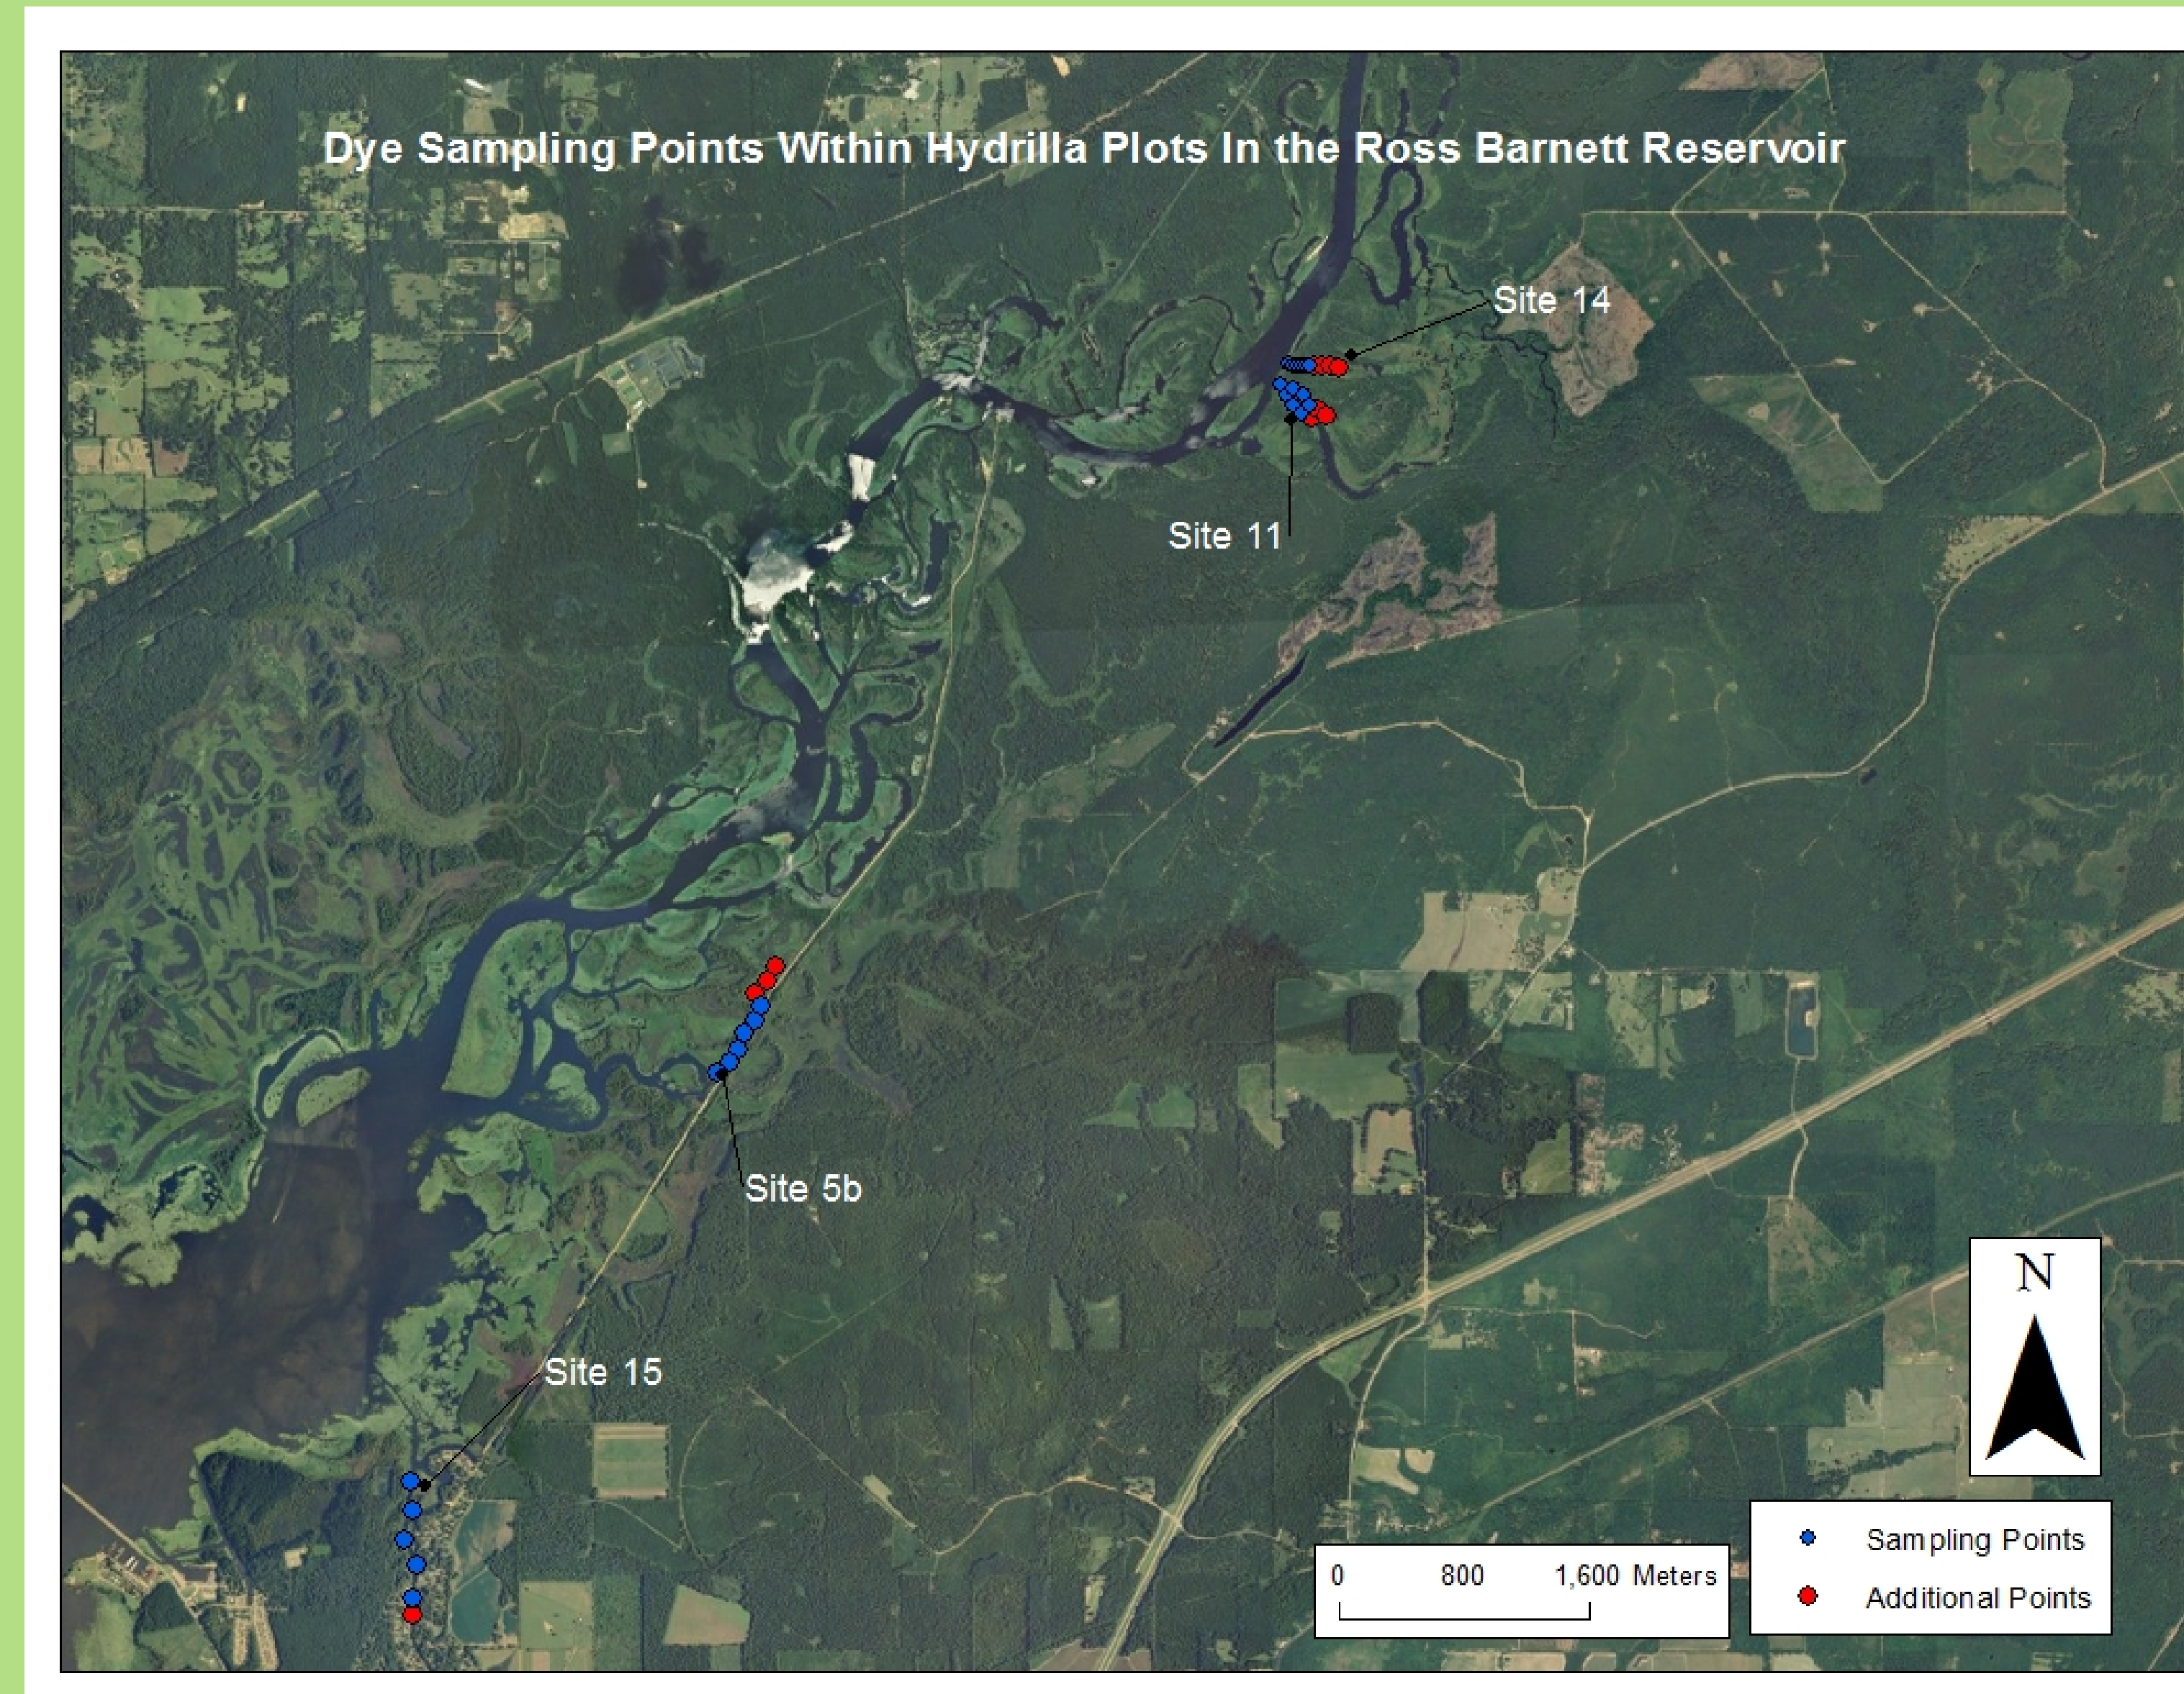 Dye Sampling Points Within Hydrilla Plots In the Ross Barnett Reservoir
Site 14
Site 11
Site 5b
Site 15
N
0 800 1,600 Meters
Sampling Points
Additional Points